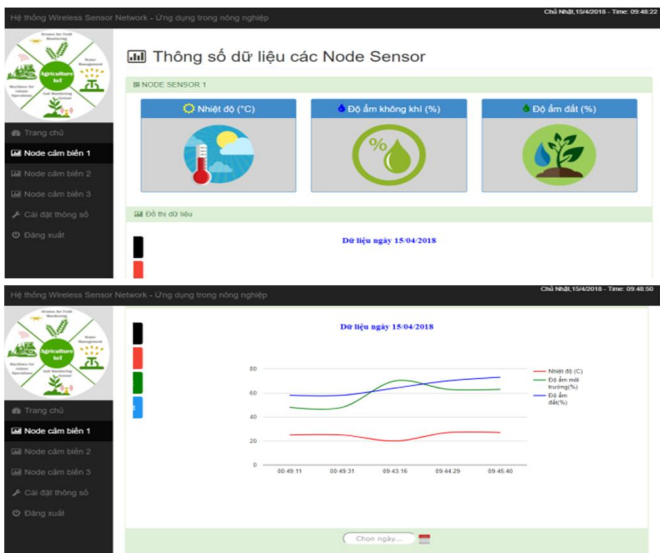 Hệ thống Wireless Sensor Network - Ứng dụng trong nông nghiệp
Chủ Nhật,15/4/2018 - Time: 09:48:22
Agriculture
IoT
Trang chủ
Node cảm biến 1
Node cảm biến 2
Node cảm biến 3
Cài đặt thông số
Đăng xuất
Thông số dữ liệu các Node Sensor
NODE SENSOR 1
Nhiệt độ (°C)
Độ ẩm không khí (%)
Độ ẩm đất (%)
%
Đồ thị dữ liệu
Dữ liệu ngày 15/04/2018
Hệ thống Wireless Sensor Network - Ứng dụng trong nông nghiệp
Chủ Nhật,15/4/2018 - Time: 09:48:50
Agriculture
IoT
Trang chủ
Node cảm biến 1
Node cảm biến 2
Node cảm biến 3
Cài đặt thông số
Đăng xuất
Dữ liệu ngày 15/04/2018
80
60
40
20
0
00:49:11
00:49:31
09:43:16
09:44:29
09:45:40
Nhiệt độ (C)
Độ ẩm môi
trường(%)
Độ ẩm
đất(%)
Chọn ngày...